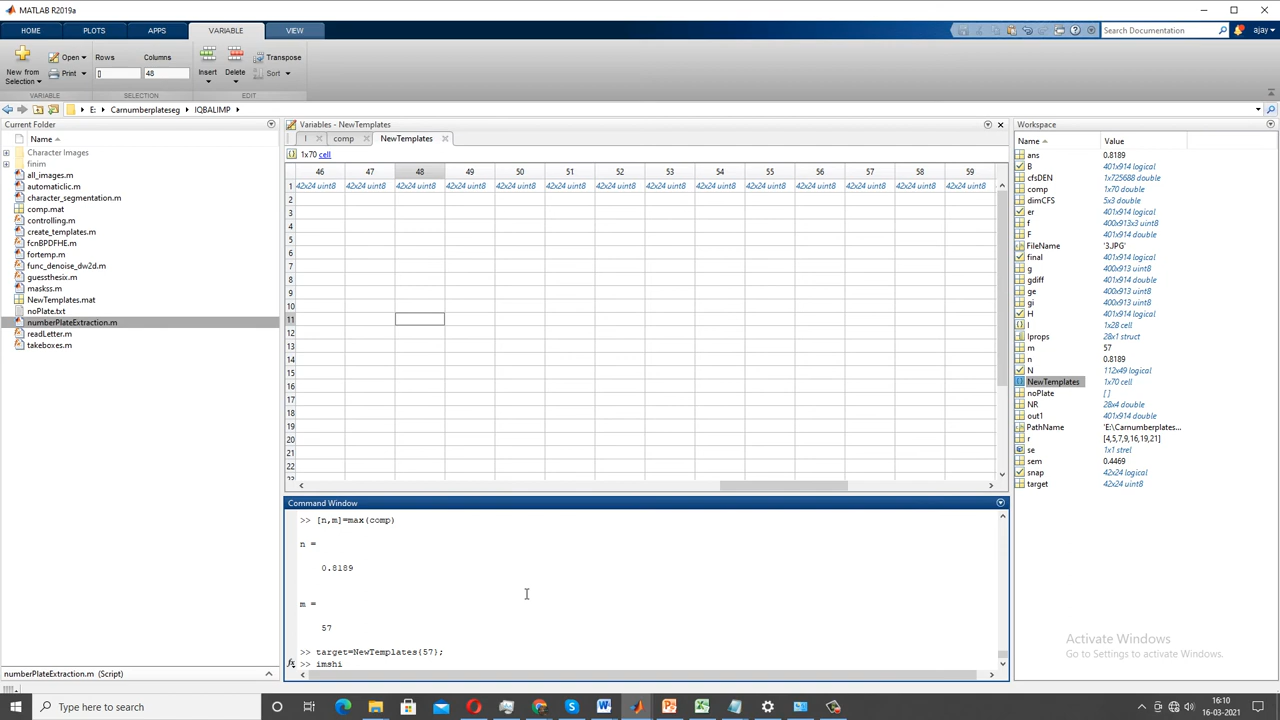 MATLAB R2019a
HOME PLOTS APPS VARIABLE VIEW
Search Documentation
ajay
Open Rows Columns
New from Selection
Print
[]
48
Insert Delete
Transpose
Sort
VARIABLE SELECTION EDIT
E: Carnumberplateseg IQBALIMP
Current Folder
Name
Character Images
finim
all_images.m
automaticlic.m
character_segmentation.m
comp.mat
controlling.m
create_templates.m
fcnBPDFHE.m
fortemp.m
func_denoise_dw2d.m
guessthesix.m
maskss.m
NewTemplates.mat
noPlate.txt
numberPlateExtraction.m
readLetter.m
takeboxes.m
numberPlateExtraction.m (Script)
Variables - NewTemplates
I comp NewTemplates
1x70 cell
47 49 50 51 52 53 54 55 56 57 58 59
1 42x24 uint8 42x24 uint8 42x24 uint8 42x24 uint8 42x24 uint8 42x24 uint8 42x24 uint8 42x24 uint8 42x24 uint8 42x24 uint8 42x24 uint8 42x24 uint8 42x24 uint8 42x24 uint8
2
3
4
5
6
7
8
9
10
11
12
13
14
15
16
17
18
19
20
21
22
Command Window
>> [n,m]=max(comp)
n =
0.8189
m =
57
>> target=NewTemplates{57};
fx >> imshi
Workspace
Name Value
ans 0.8189
B 401x914 logical
cfsDEN 1x725688 double
comp 1x70 double
dimCFS 5x3 double
er 401x914 logical
f 400x913x3 uint8
F 401x914 double
FileName '3.JPG'
final 401x914 logical
g 400x913 uint8
gdiff 401x914 double
ge 400x913 uint8
gi 400x913 uint8
H 401x914 logical
I 1x28 cell
Iprops 28x1 struct
m 57
n 0.8189
N 112x49 logical
NewTemplates 1x70 cell
noPlate []
NR 28x4 double
out1 401x914 double
PathName 'E:\Carnumberplates...
r [4,5,7,9,16,19,21]
se 1x1 strel
sem 0.4469
snap 42x24 logical
target 42x24 uint8
Activate Windows
Go to Settings to activate Windows.
Type here to search
16:10
16-03-2021